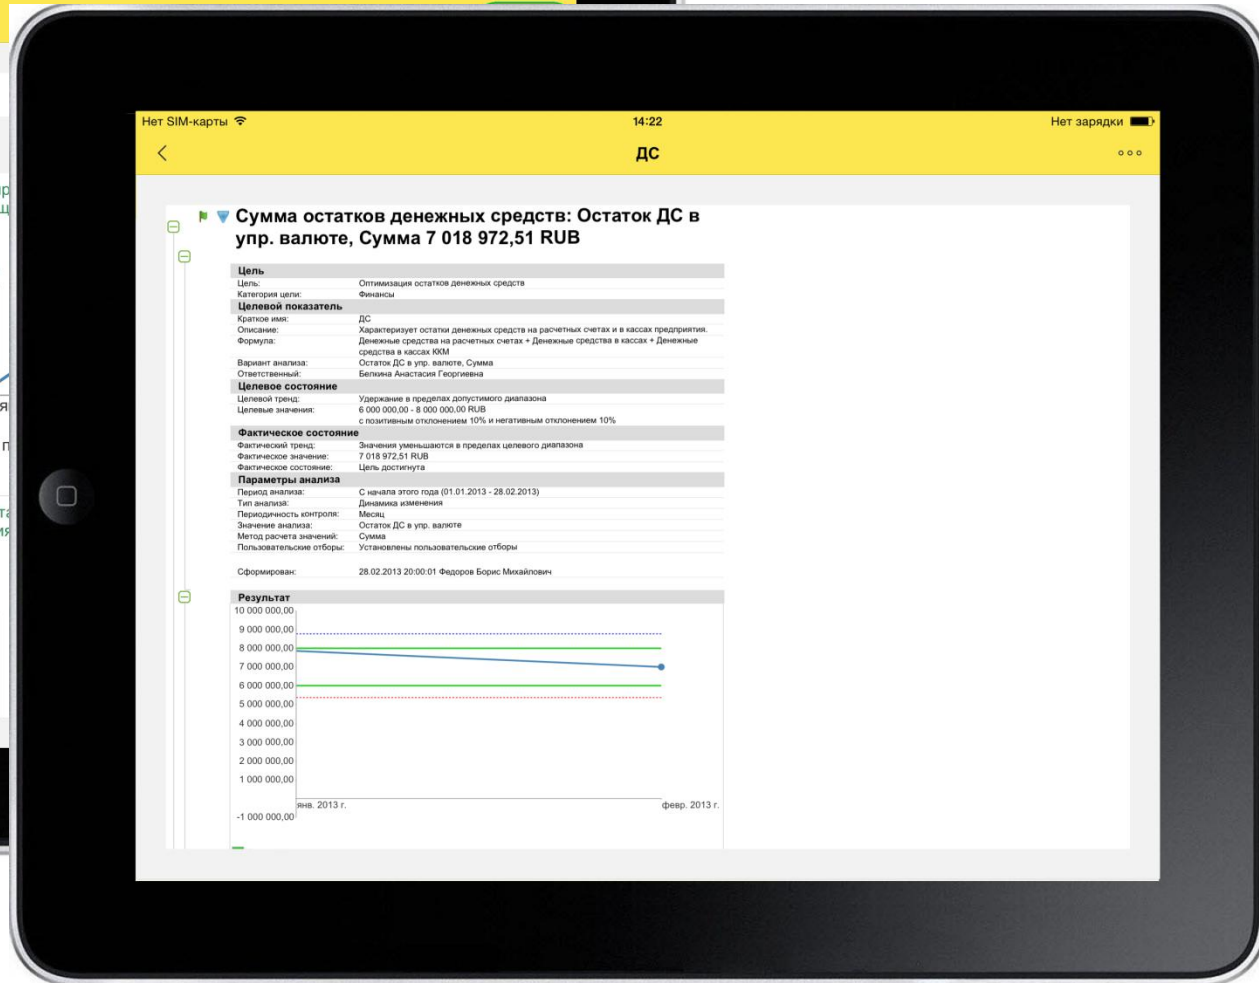 Нет SIM-карты 14:22 Нет зарядки
ДС
Сумма остатков денежных средств: Остаток ДС в
упр. валюте, Сумма 7 018 972,51 RUB
Цель
Цель: Оптимизация остатков денежных средств
Категория цели: Финансы
Целевой показатель
Краткое имя: ДС
Описание: Характеризует остатки денежных средств на расчетных счетах и в кассах предприятия.
Формула: Денежные средства на расчетных счетах + Денежные средства в кассах + Денежные
средства в кассах ККМ
Вариант анализа: Остаток ДС в упр. валюте, Сумма
Ответственный: Белкина Анастасия Георгиевна
Целевое состояние
Целевой тренд: Удержание в пределах допустимого диапазона
Целевые значения: 6 000 000,00 - 8 000 000,00 RUB
с позитивным отклонением 10% и негативным отклонением 10%
Фактическое состояние
Фактический тренд: Значения уменьшаются в пределах целевого диапазона
Фактическое значение: 7 018 972,51 RUB
Фактическое состояние: Цель достигнута
Параметры анализа
Период анализа: С начала этого года (01.01.2013 - 28.02.2013)
Тип анализа: Динамика изменения
Периодичность контроля: Месяц
Значение анализа: Остаток ДС в упр. валюте
Метод расчета значений: Сумма
Пользовательские отборы: Установлены пользовательские отборы
Сформирован: 28.02.2013 20:00:01 Федоров Борис Михайлович
Результат
10 000 000,00
9 000 000,00
8 000 000,00
7 000 000,00
6 000 000,00
5 000 000,00
4 000 000,00
3 000 000,00
2 000 000,00
1 000 000,00
янв. 2013 г. февр. 2013 г.
-1 000 000,00